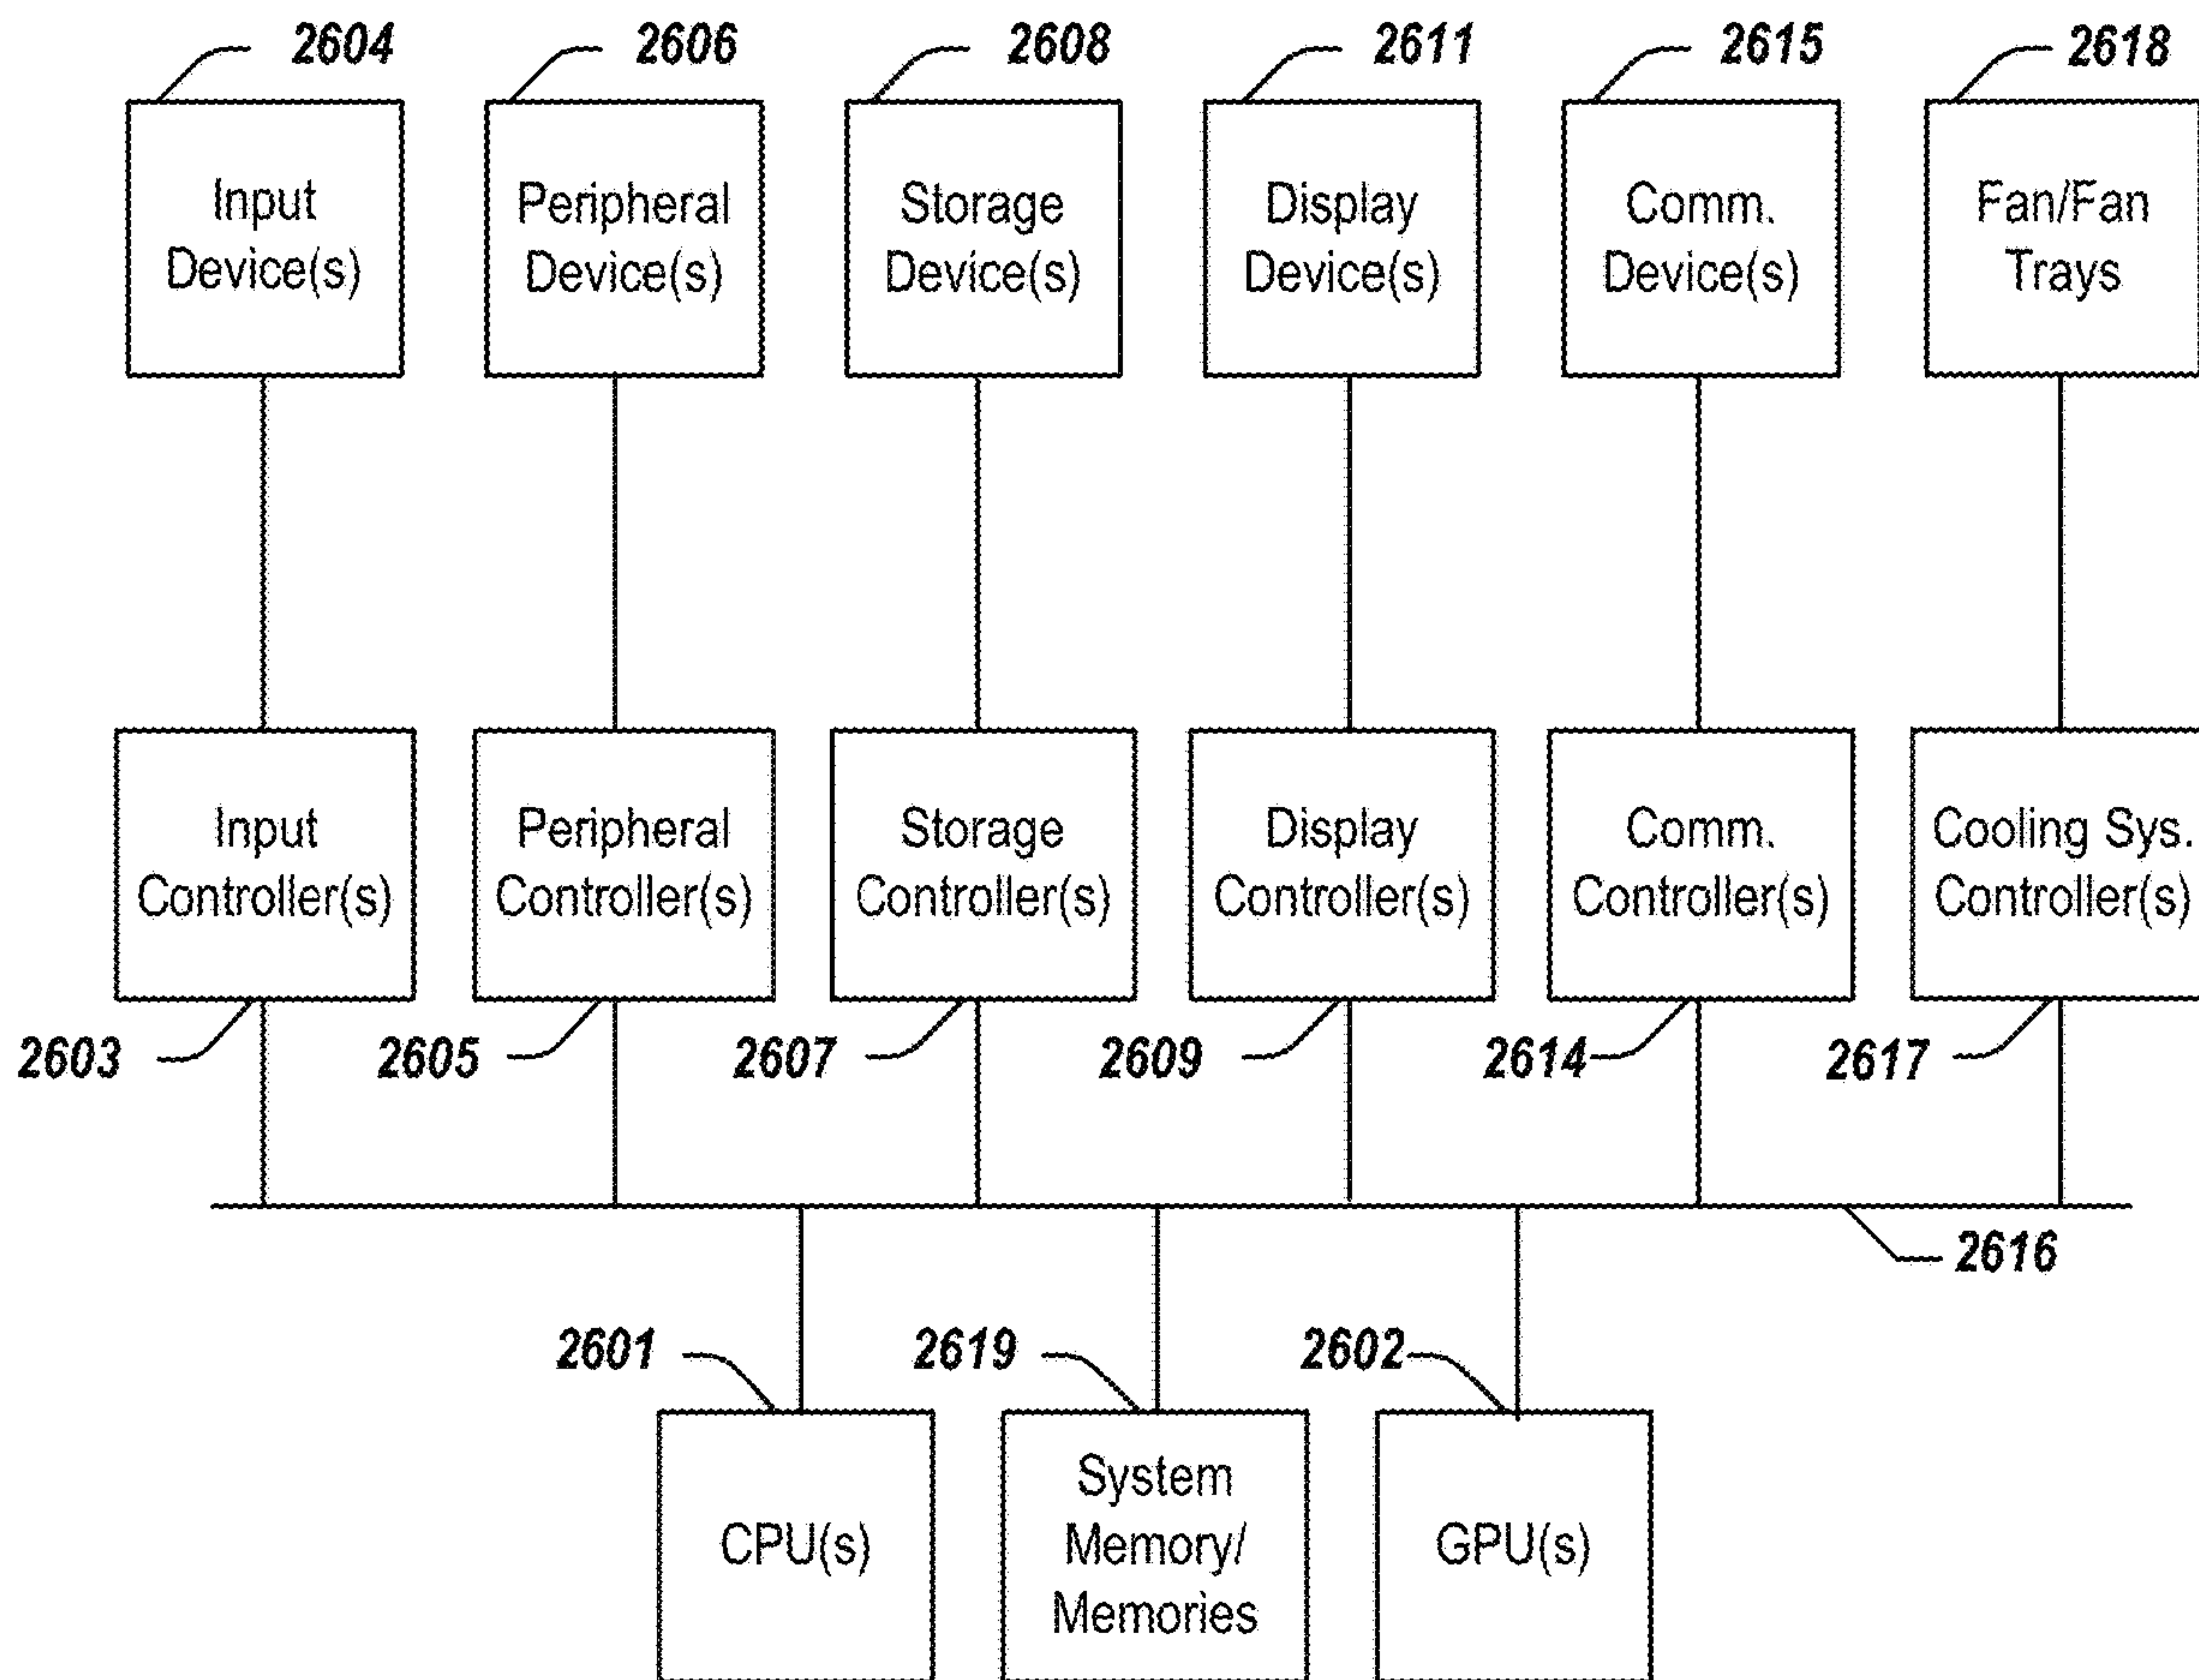 2604 2606 2608 2611 2615 2618
Input Peripheral Storage Display Comm. Fan/Fan
Device(s) Device(s) Device(s) Device(s) Device(s) Trays
Input Peripheral Storage Display Comm. Cooling Sys.
Controller(s) Controller(s) Controller(s) Controller(s) Controller(s) Controller(s)
2603 2605 2607 2609 2614 2617
2616
2601 2619 2602
System
CPU(s) Memory/ GPU(s)
Memories